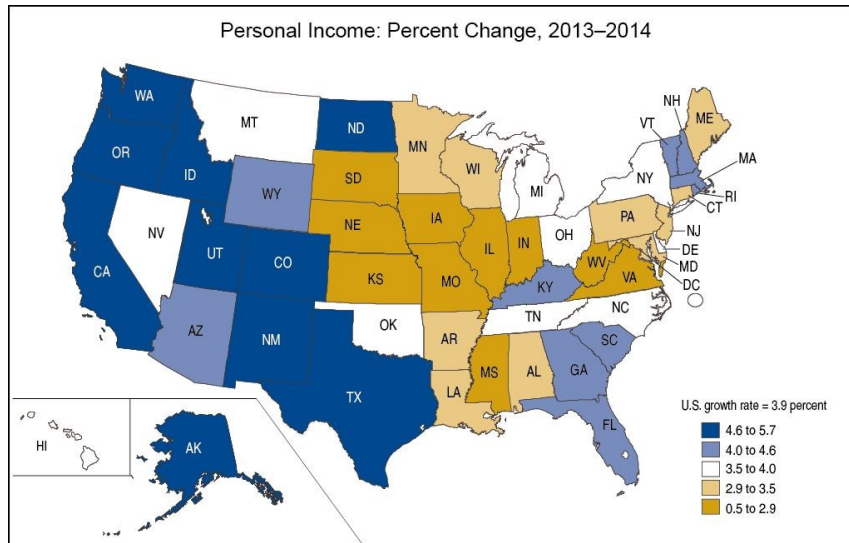 Personal Income: Percent Change, 2013–2014
WA
MT
ND
MN
NH
VT
ME
OR
ID
WY
SD
WI
MI
NY
MA
RI
CT
NV
UT
CO
NE
IA
IL
IN
OH
PA
NJ
DE
MD
DC
CA
KS
MO
KY
WV
VA
AZ
NM
OK
AR
TN
NC
SC
TX
LA
MS
AL
GA
FL
HI
AK
U.S. growth rate = 3.9 percent
4.6 to 5.7
4.0 to 4.6
3.5 to 4.0
2.9 to 3.5
0.5 to 2.9